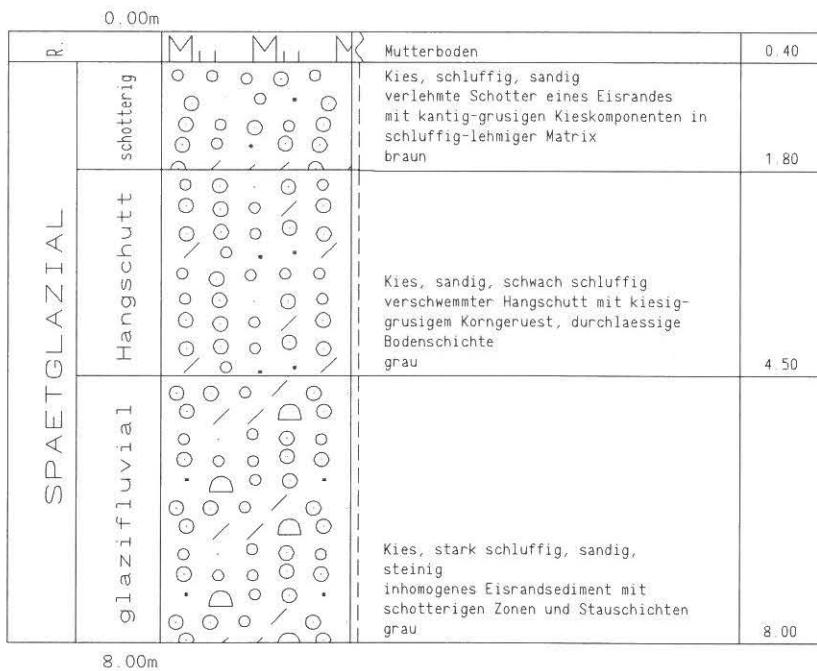 0.00m
R.
Mu Mu M
Mutterboden
0.40
SPAETGLAZIAL
schotterig
Kies, schluffig, sandig
verlehmte Schotter eines Eisrandes
mit kantig-grusigen Kieskomponenten in
schluffig-lehmiger Matrix
braun
1.80
Hangschutt
Kies, sandig, schwach schluffig
verschwemmter Hangschutt mit kiesig-
grusigem Korngeruest, durchlaessige
Bodenschichte
grau
4.50
glazifluvial
Kies, stark schluffig, sandig,
steinig
inhomogenes Eisrandsediment mit
schotterigen Zonen und Stauschichten
grau
8.00
8.00m